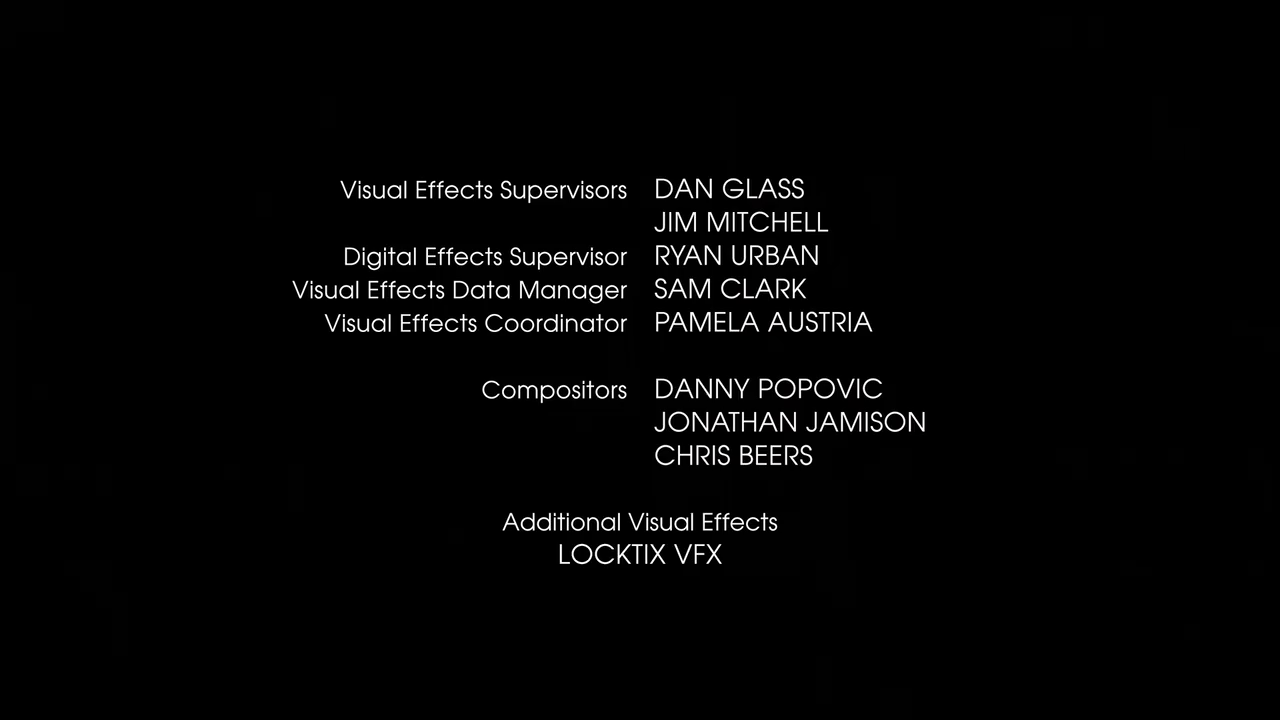 Visual Effects Supervisors DAN GLASS
JIM MITCHELL
Digital Effects Supervisor RYAN URBAN
Visual Effects Data Manager SAM CLARK
Visual Effects Coordinator PAMELA AUSTRIA
Compositors DANNY POPOVIC
JONATHAN JAMISON
CHRIS BEERS
Additional Visual Effects
LOCKTIX VFX